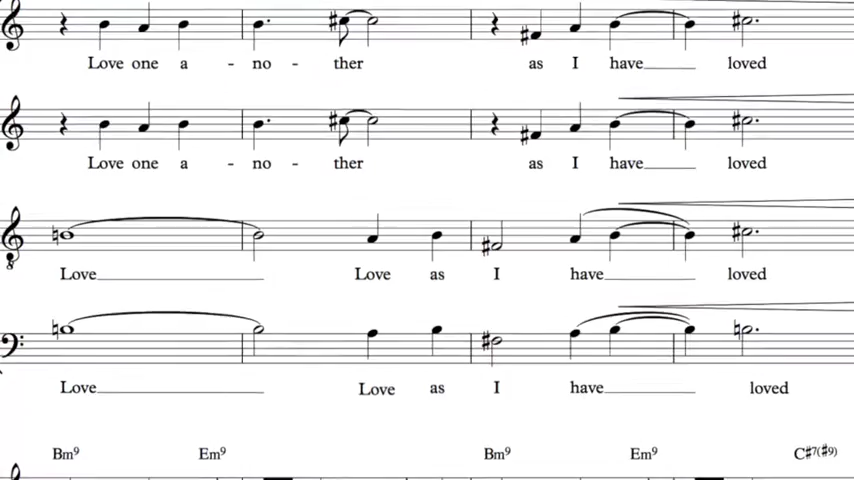 Love one a - no - ther as I have loved
Love one a - no - ther as I have loved
Love Love as I have loved
Love Love as I have loved
Bm9 Em9 Bm9 Em9 C#7(#9)